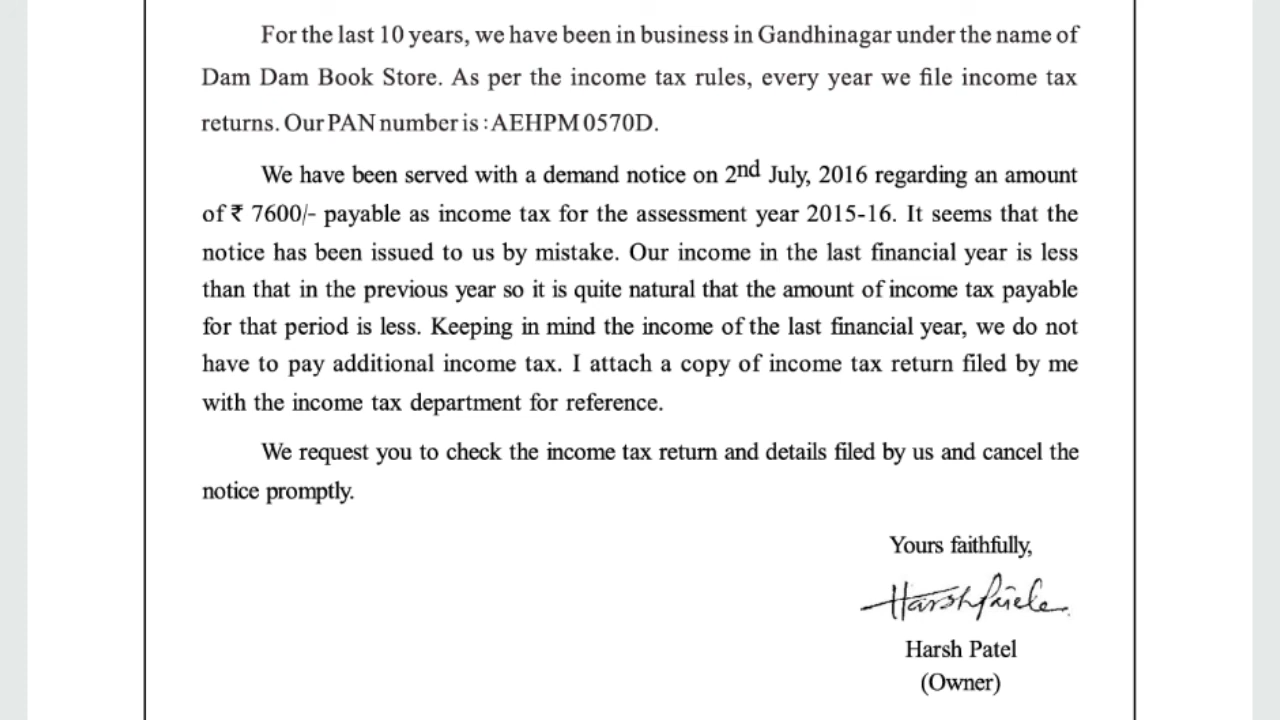 For the last 10 years, we have been in business in Gandhinagar under the name of
Dam Dam Book Store. As per the income tax rules, every year we file income tax
returns. Our PAN number is : AEHPM 0570D.
We have been served with a demand notice on 2nd July, 2016 regarding an amount
of ₹ 7600/- payable as income tax for the assessment year 2015-16. It seems that the
notice has been issued to us by mistake. Our income in the last financial year is less
than that in the previous year so it is quite natural that the amount of income tax payable
for that period is less. Keeping in mind the income of the last financial year, we do not
have to pay additional income tax. I attach a copy of income tax return filed by me
with the income tax department for reference.
We request you to check the income tax return and details filed by us and cancel the
notice promptly.
Yours faithfully,
Harsh Patel
(Owner)